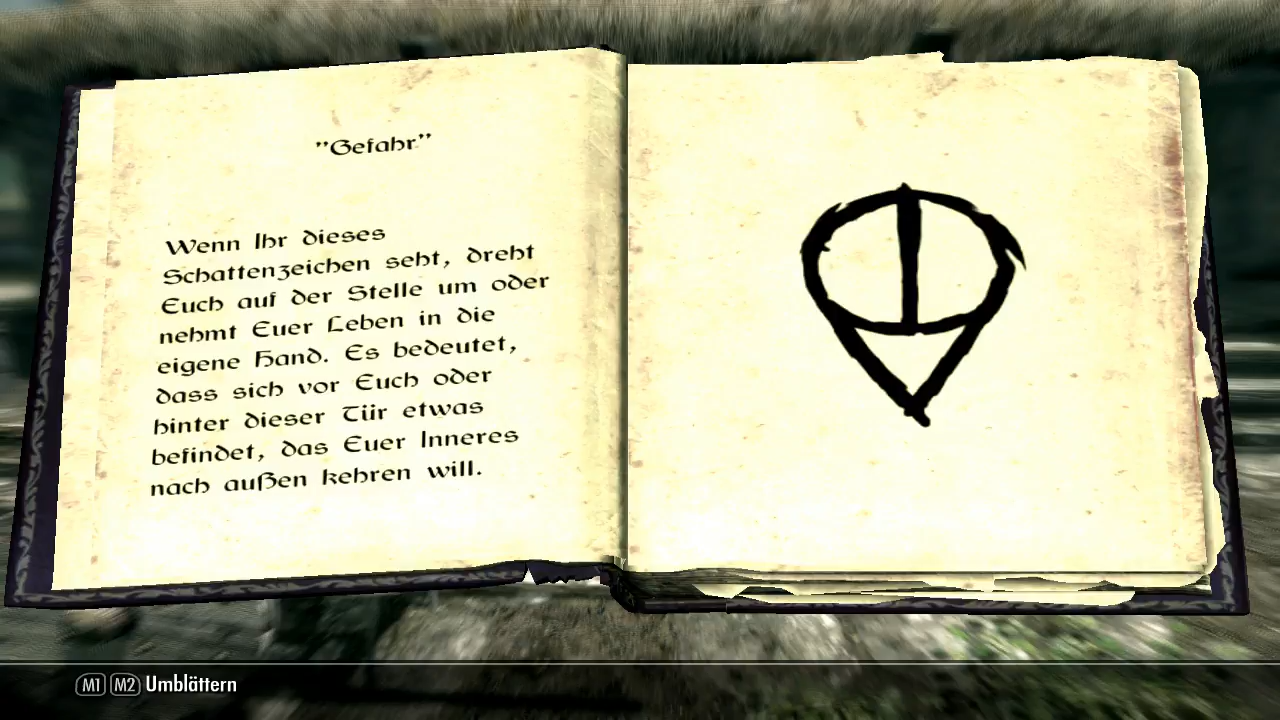 "Gefahr"
Wenn Ihr dieses
Schattenzeichen seht, dreht
Euch auf der Stelle um oder
nehmt Euer Leben in die
eigene Hand. Es bedeutet,
dass sich vor Euch oder
hinter dieser Tür etwas
befindet, das Euer Inneres
nach außen kehren will.
M1 M2 Umblättern